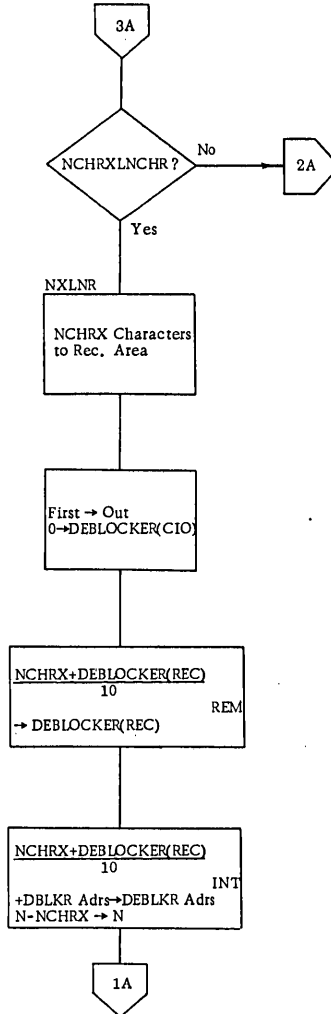 3A
NCHRXLNCHR?
No
2A
Yes
NXLNR
NCHRX Characters
to Rec. Area
First → Out
0→DEBLOCKER(CIO)
NCHRX+DEBLOCKER(REC)
10
REM
→ DEBLOCKER(REC)
NCHRX+DEBLOCKER(REC)
10
INT
+DBLKR Adrs→DEBLKR Adrs
N-NCHRX → N
1A